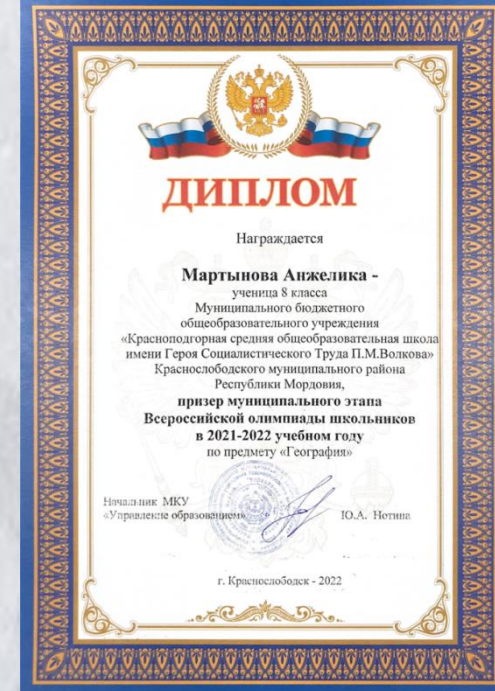 ДИПЛОМ
Награждается
Мартынова Анжелика -
ученица 8 класса
Муниципального бюджетного
общеобразовательного учреждения
«Красноподгорная средняя общеобразовательная школа
имени Героя Социалистического Труда П.М.Волкова»
Краснослободского муниципального района
Республики Мордовия,
призер муниципального этапа
Всероссийской олимпиады школьников
в 2021-2022 учебном году
по предмету «География»
Начальник МКУ
«Управление образованием» Ю.А. Нотина
г. Краснослободск - 2022